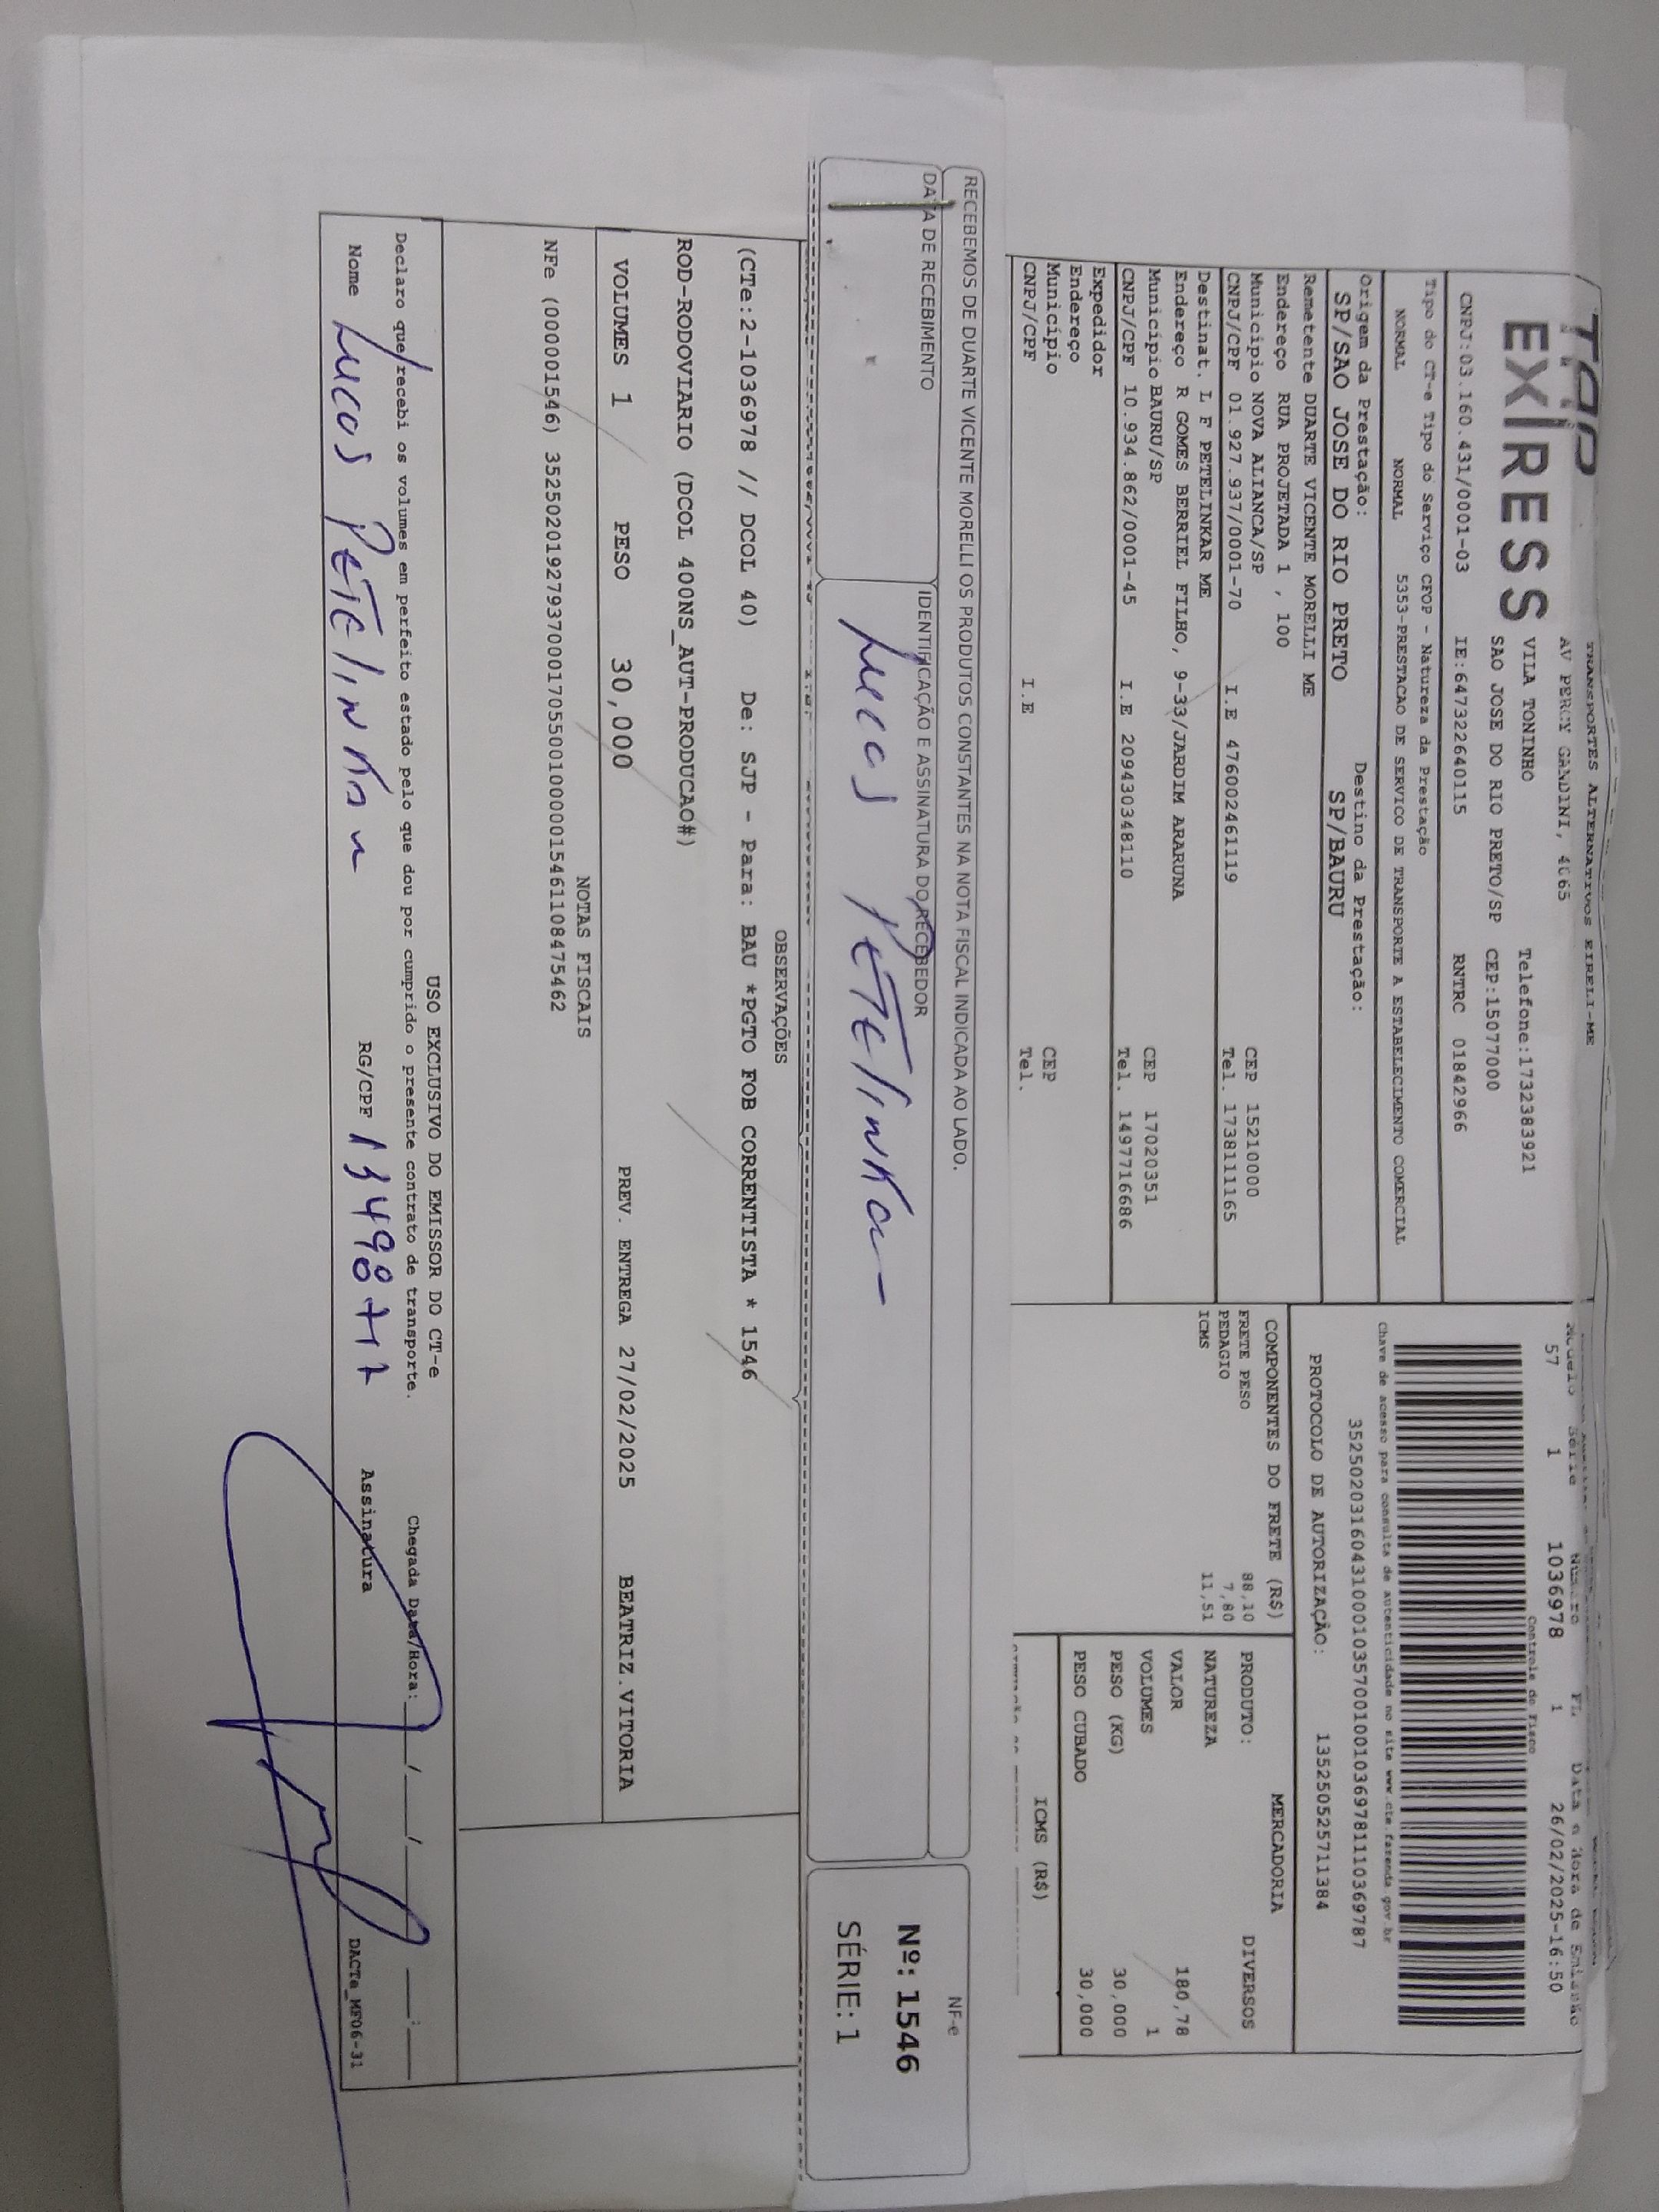 TRANSPORTES ALTERNATIVOS EIRELI-ME
TAP
EXPRESS
AV PERCY GANDINI, 4665
VILA TONINHO Telefone:1732383921
SAO JOSE DO RIO PRETO/SP CEP:15077000
CNPJ:03.160.431/0001-03 IE:647322640115 RNTRC 01842966
Modelo Série Número FL Data e Hora de Emissão
57 1 1036978 1 26/02/2025-16:50
Controle do Fisco
Tipo do CT-e Tipo do Serviço CFOP - Natureza da Prestação
NORMAL NORMAL 5353-PRESTACAO DE SERVICO DE TRANSPORTE A ESTABELECIMENTO COMERCIAL
Chave de acesso para consulta de autenticidade no site www.cte.fazenda.gov.br
35250203160431000103570010010369781110369787
Origem da Prestação: Destino da Prestação:
SP/SAO JOSE DO RIO PRETO SP/BAURU
PROTOCOLO DE AUTORIZAÇÃO: 135250525711384
Remetente DUARTE VICENTE MORELLI ME
Endereço RUA PROJETADA 1 , 100
Município NOVA ALIANCA/SP CEP 15210000
CNPJ/CPF 01.927.937/0001-70 I.E 476002461119 Tel. 1738111165
Destinat. L F PETELINKAR ME
Endereço R GOMES BERRIEL FILHO, 9-33/JARDIM ARARUNA
Município BAURU/SP CEP 17020351
CNPJ/CPF 10.934.862/0001-45 I.E 209430348110 Tel. 1497716686
Expedidor
Endereço
Município CEP
CNPJ/CPF I.E Tel.
COMPONENTES DO FRETE (R$)
FRETE PESO 88,10
PEDAGIO 7,80
ICMS 11,51
MERCADORIA
PRODUTO: DIVERSOS
NATUREZA
VALOR 180,78
VOLUMES 1
PESO (KG) 30,000
PESO CUBADO 30,000
ICMS (R$)
RECEBEMOS DE DUARTE VICENTE MORELLI OS PRODUTOS CONSTANTES NA NOTA FISCAL INDICADA AO LADO.
DATA DE RECEBIMENTO IDENTIFICAÇÃO E ASSINATURA DO RECEBEDOR
Lucas Petelinkar
NF-e
Nº: 1546
SÉRIE: 1
OBSERVAÇÕES
(CTe:2-1036978 // DCOL 40) De: SJP - Para: BAU *PGTO FOB CORRENTISTA * 1546
ROD-RODOVIARIO (DCOL 400NS_AUT-PRODUCAO#)
VOLUMES 1 PESO 30,000 PREV. ENTREGA 27/02/2025 BEATRIZ.VITORIA
NOTAS FISCAIS
NFe (000001546) 35250201927937000170550010000015461108475462
USO EXCLUSIVO DO EMISSOR DO CT-e
Declaro que recebi os volumes em perfeito estado pelo que dou por cumprido o presente contrato de transporte. Chegada Data/Hora: ___/___/______ ___:___
Nome Lucas Petelinkar RG/CPF Assinatura
DACTe_MF06-31